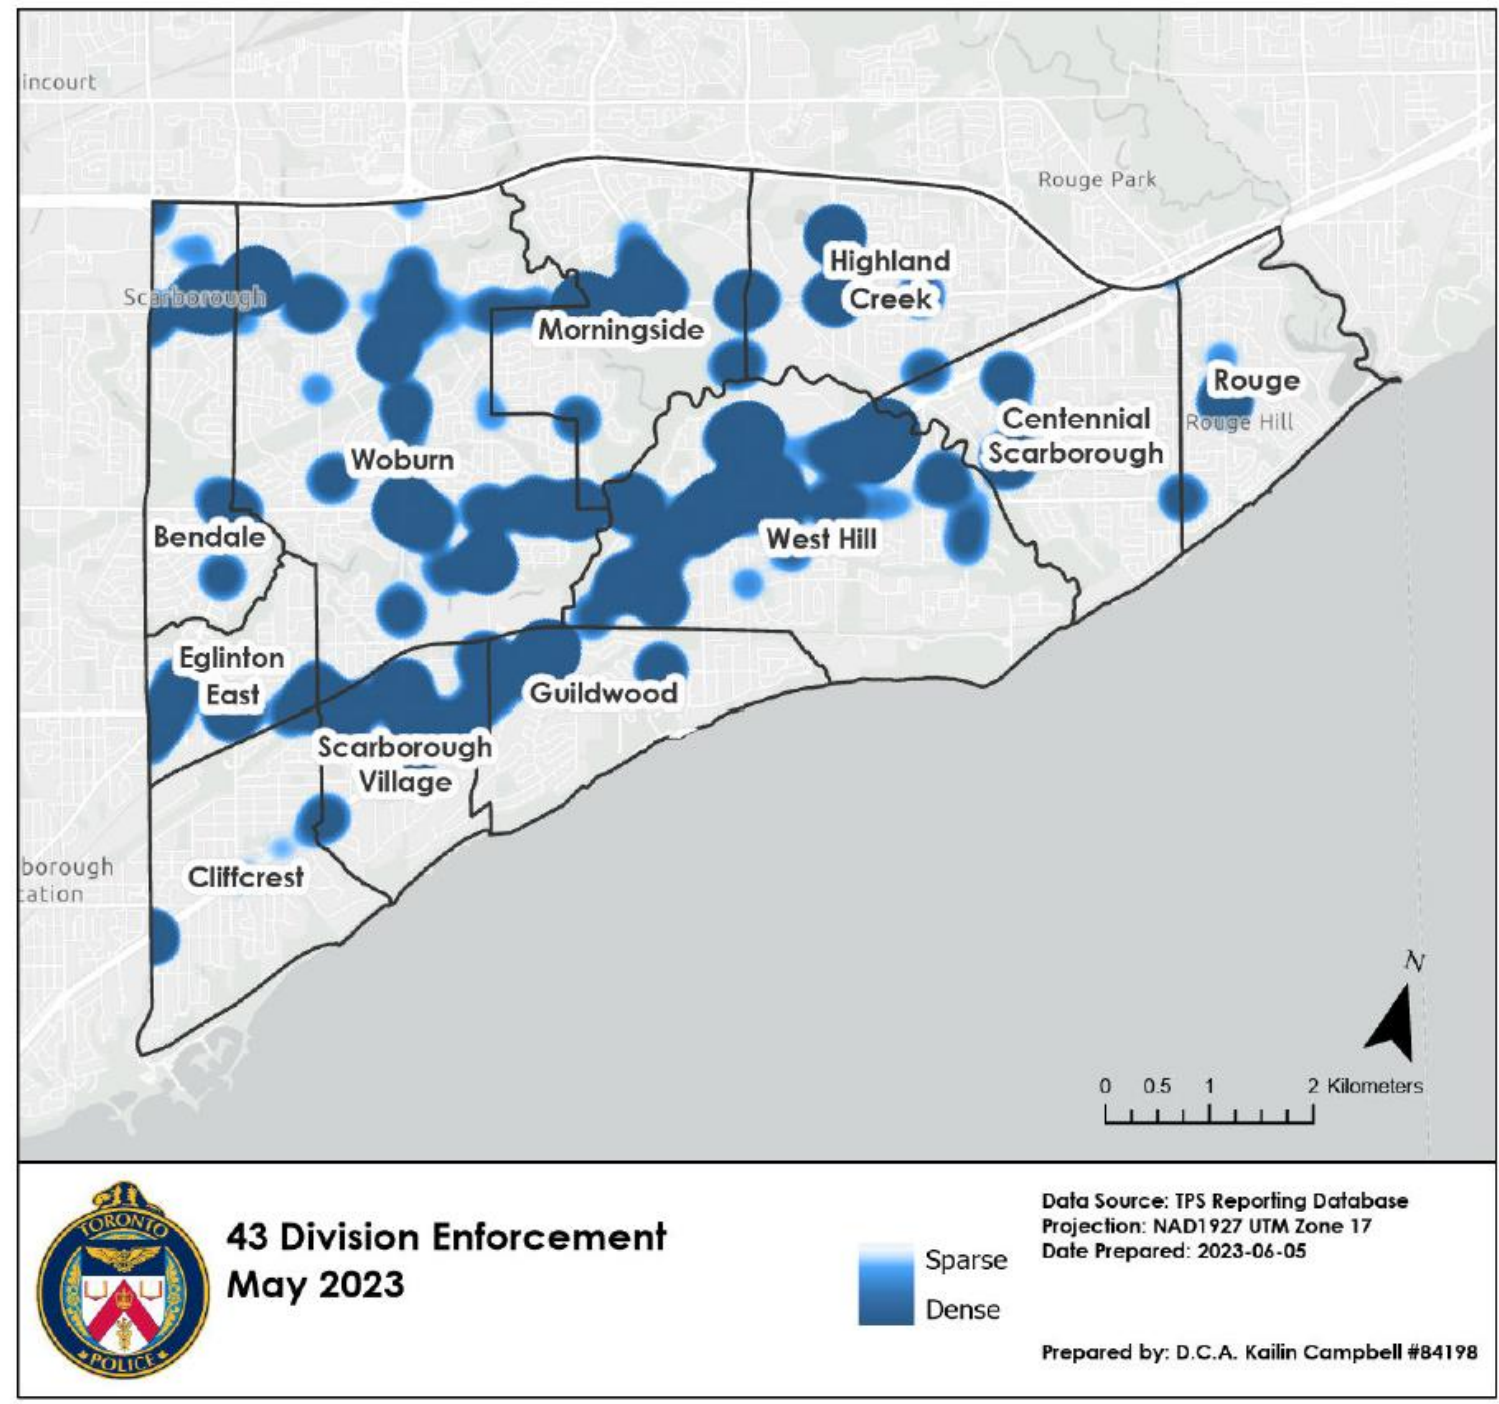 incourt
Rouge Park
Highland
Creek
Scarborough
Morningside
Rouge
Rouge Hill
Centennial
Scarborough
Woburn
Bendale
West Hill
Eglinton
East
Guildwood
Scarborough
Village
borough
Cliffcrest
N
0 0.5 1 2 Kilometers
TORONTO
POLICE
43 Division Enforcement
May 2023
Sparse
Dense
Data Source: TPS Reporting Database
Projection: NAD1927 UTM Zone 17
Date Prepared: 2023-06-05
Prepared by: D.C.A. Kailin Campbell #84198